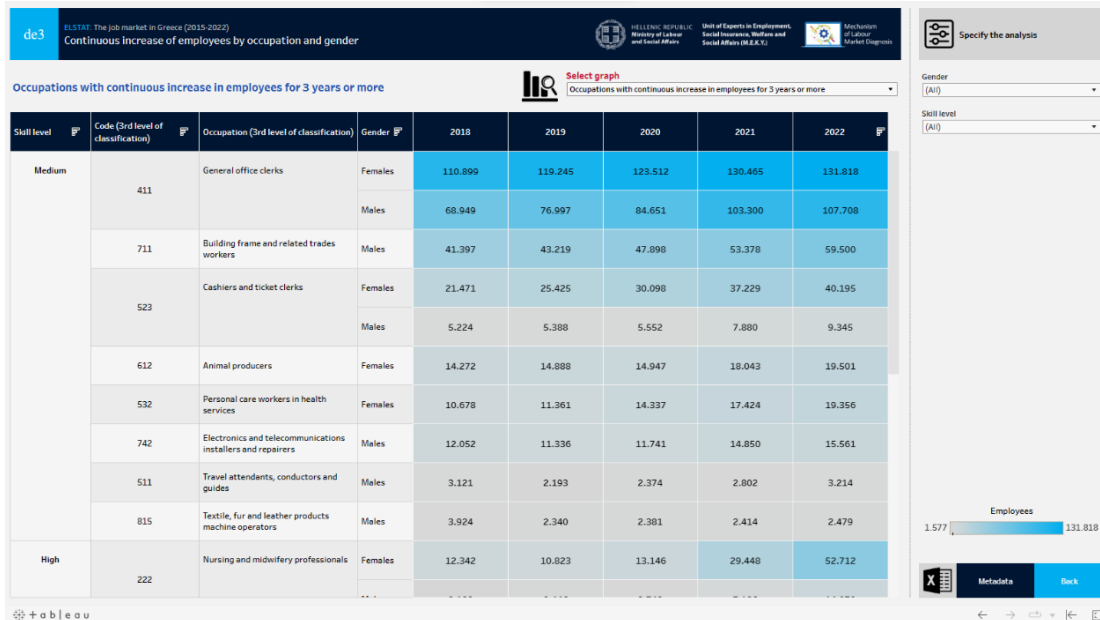 de3
ELSTAT: The job market in Greece (2015-2022)
Continuous increase of employees by occupation and gender
HELLENIC REPUBLIC
Ministry of Labour
and Social Affairs
Unit of Experts in Employment,
Social Insurance, Welfare and
Social Affairs (M.E.K.Y.)
Mechanism
of Labour
Market Diagnosis
Specify the analysis
Occupations with continuous increase in employees for 3 years or more
Select graph
Occupations with continuous increase in employees for 3 years or more
Gender
(All)
Skill level
(All)
Skill level Code (3rd level of classification) Occupation (3rd level of classification) Gender 2018 2019 2020 2021 2022
Medium 411 General office clerks Females 110.899 119.245 123.512 130.465 131.818
Males 68.949 76.997 84.651 103.300 107.708
711 Building frame and related trades workers Males 41.397 43.219 47.898 53.378 59.500
523 Cashiers and ticket clerks Females 21.471 25.425 30.098 37.229 40.195
Males 5.224 5.388 5.552 7.880 9.345
612 Animal producers Females 14.272 14.888 14.947 18.043 19.501
532 Personal care workers in health services Females 10.678 11.361 14.337 17.424 19.356
742 Electronics and telecommunications installers and repairers Males 12.052 11.336 11.741 14.850 15.561
511 Travel attendants, conductors and guides Males 3.121 2.193 2.374 2.802 3.214
815 Textile, fur and leather products machine operators Males 3.924 2.340 2.381 2.414 2.479
High 222 Nursing and midwifery professionals Females 12.342 10.823 13.146 29.448 52.712
Employees
1.577 131.818
Metadata
Back
+ableau